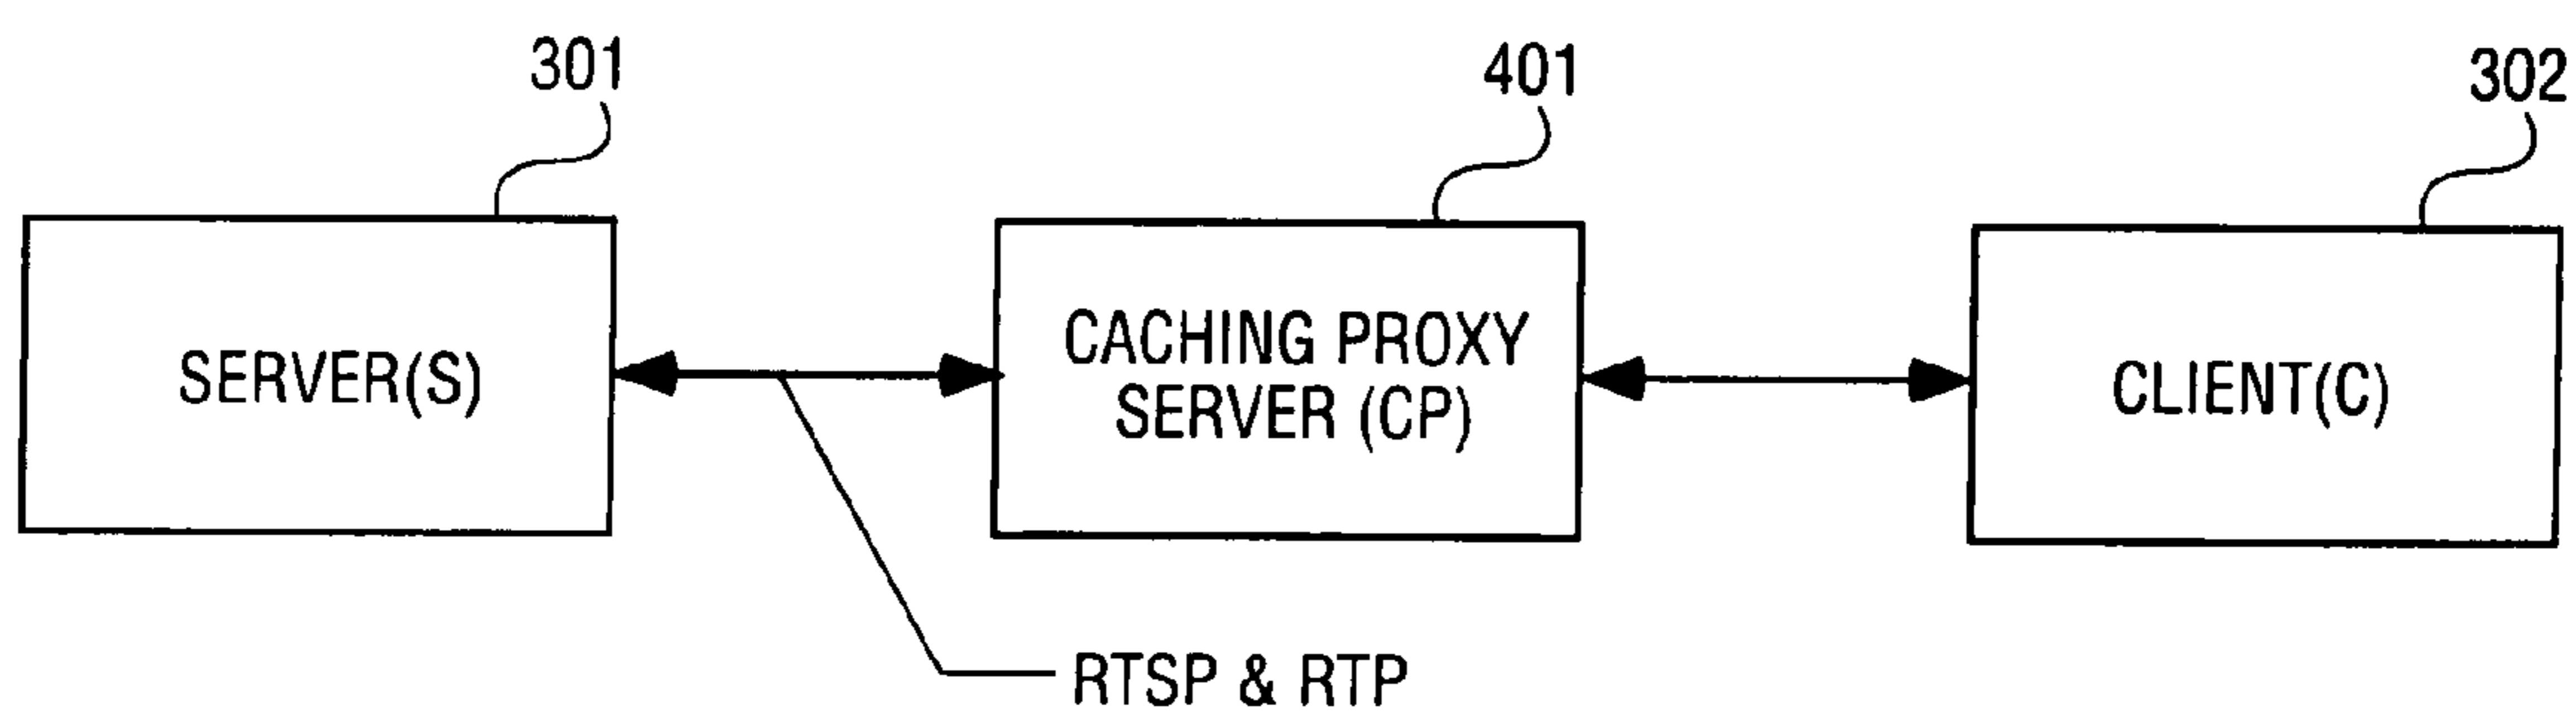 301
401
302
SERVER(S)
CACHING PROXY
SERVER (CP)
CLIENT(C)
RTSP & RTP